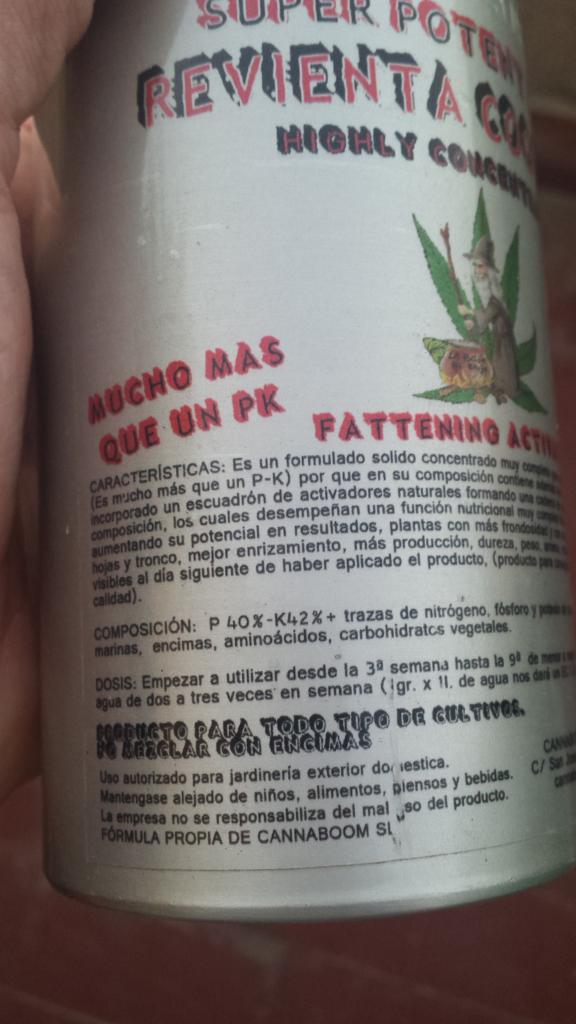 SUPER
REVIENTA
HIGHLY
MUCHO MAS
QUE UN PK
FATTENING
CARACTERÍSTICAS: Es un formulado solido concentrado muy
(Es mucho más que un P-K) por que en su composición contiene
incorporado un escuadrón de activadores naturales formando una
composición, los cuales desempeñan una función nutricional muy
aumentando su potencial en resultados, plantas con más frondosidad
hojas y tronco, mejor enrizamiento, más producción, dureza, peso,
visibles al día siguiente de haber aplicado el producto, (producto para
calidad).
COMPOSICIÓN: P 40%-K42%+ trazas de nitrógeno, fósforo y
marinas, encimas, aminoácidos, carbohidratos vegetales.
DOSIS: Empezar a utilizar desde la 3ª semana hasta la 9ª de
agua de dos a tres veces en semana ( gr. x 1l. de agua nos dará un
PRODUCTO PARA TODO TIPO DE CULTIVOS.
NO MEZCLAR CON ENCIMAS
Uso autorizado para jardinería exterior domestica.
Mantengase alejado de niños, alimentos, piensos y bebidas.
La empresa no se responsabiliza del mal uso del producto.
FÓRMULA PROPIA DE CANNABOOM SL
C/ San